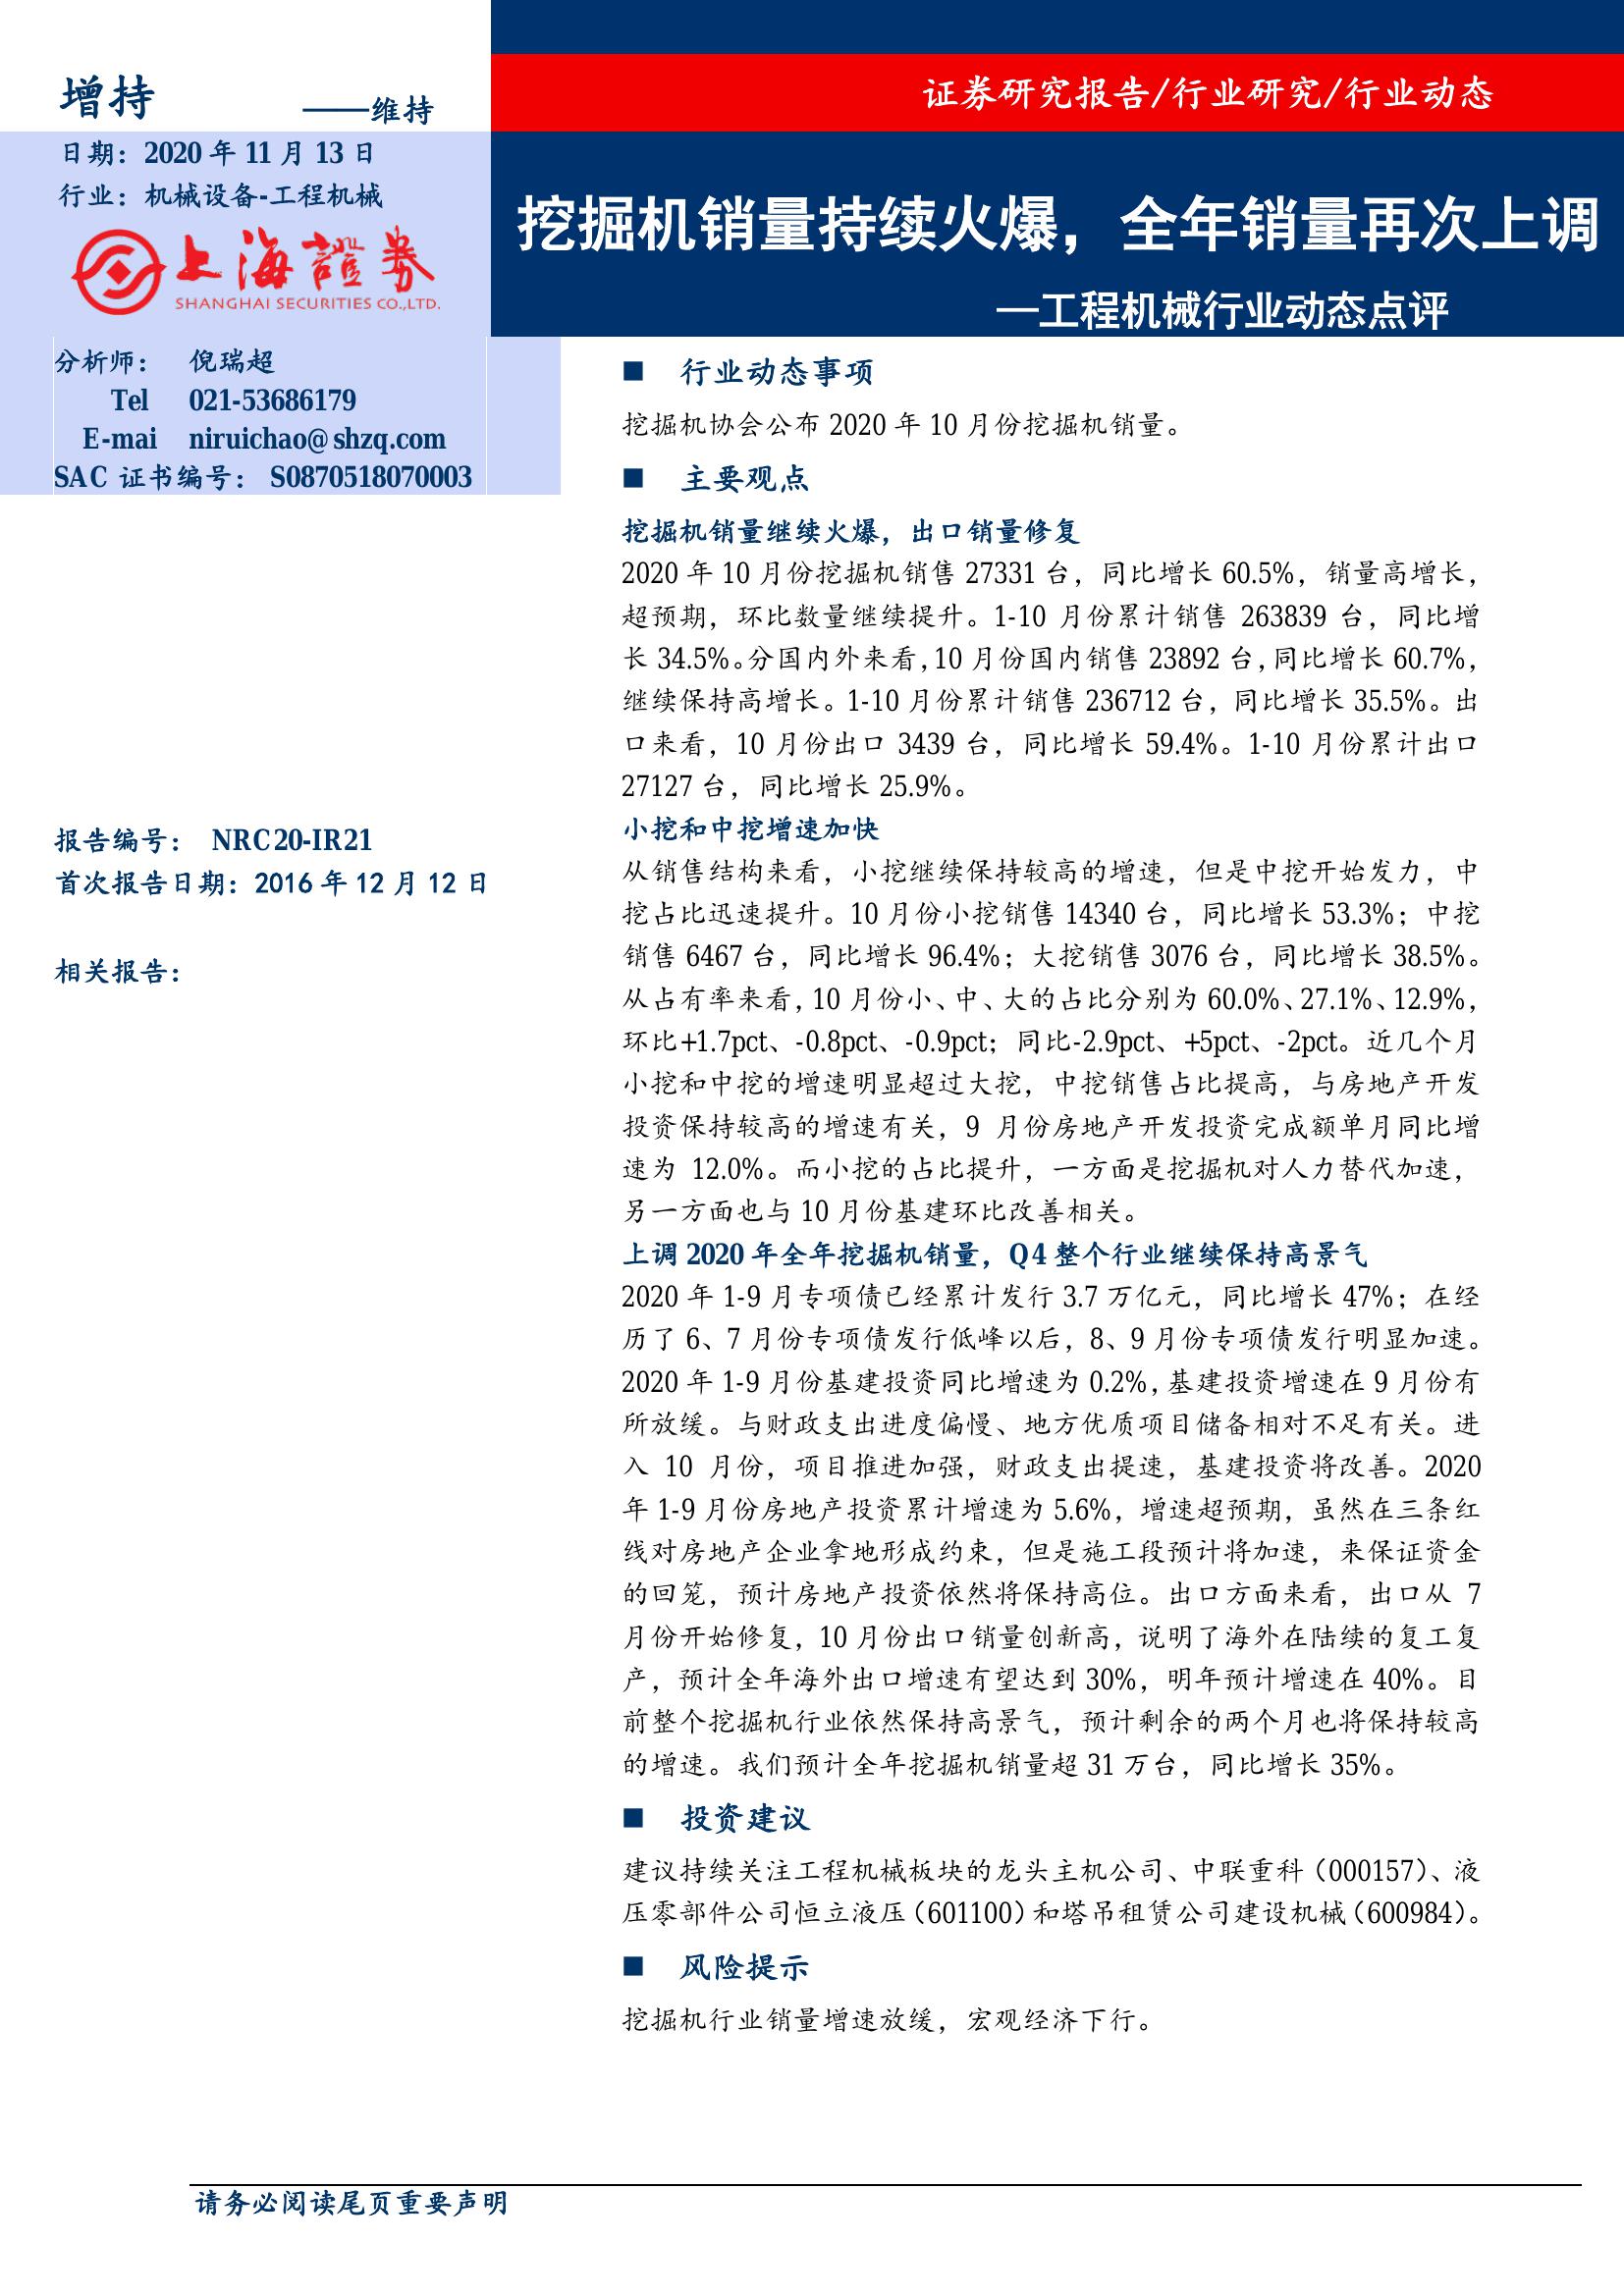 增持 ——维持
日期：2020 年 11 月 13 日
行业：机械设备-工程机械
上海證券
SHANGHAI SECURITIES CO.,LTD.
证券研究报告/行业研究/行业动态
挖掘机销量持续火爆，全年销量再次上调
—工程机械行业动态点评
分析师： 倪瑞超
Tel 021-53686179
E-mai niruichao@shzq.com
SAC 证书编号： S0870518070003
报告编号： NRC20-IR21
首次报告日期：2016 年 12 月 12 日
相关报告：
■ 行业动态事项
挖掘机协会公布 2020 年 10 月份挖掘机销量。
■ 主要观点
挖掘机销量继续火爆，出口销量修复
2020 年 10 月份挖掘机销售 27331 台，同比增长 60.5%，销量高增长，
超预期，环比数量继续提升。1-10 月份累计销售 263839 台，同比增
长 34.5%。分国内外来看，10 月份国内销售 23892 台，同比增长 60.7%，
继续保持高增长。1-10 月份累计销售 236712 台，同比增长 35.5%。出
口来看，10 月份出口 3439 台，同比增长 59.4%。1-10 月份累计出口
27127 台，同比增长 25.9%。
小挖和中挖增速加快
从销售结构来看，小挖继续保持较高的增速，但是中挖开始发力，中
挖占比迅速提升。10 月份小挖销售 14340 台，同比增长 53.3%；中挖
销售 6467 台，同比增长 96.4%；大挖销售 3076 台，同比增长 38.5%。
从占有率来看，10 月份小、中、大的占比分别为 60.0%、27.1%、12.9%，
环比+1.7pct、-0.8pct、-0.9pct；同比-2.9pct、+5pct、-2pct。近几个月
小挖和中挖的增速明显超过大挖，中挖销售占比提高，与房地产开发
投资保持较高的增速有关，9 月份房地产开发投资完成额单月同比增
速为 12.0%。而小挖的占比提升，一方面是挖掘机对人力替代加速，
另一方面也与 10 月份基建环比改善相关。
上调 2020 年全年挖掘机销量，Q4 整个行业继续保持高景气
2020 年 1-9 月专项债已经累计发行 3.7 万亿元，同比增长 47%；在经
历了 6、7 月份专项债发行低峰以后，8、9 月份专项债发行明显加速。
2020 年 1-9 月份基建投资同比增速为 0.2%，基建投资增速在 9 月份有
所放缓。与财政支出进度偏慢、地方优质项目储备相对不足有关。进
入 10 月份，项目推进加强，财政支出提速，基建投资将改善。2020
年 1-9 月份房地产投资累计增速为 5.6%，增速超预期，虽然在三条红
线对房地产企业拿地形成约束，但是施工段预计将加速，来保证资金
的回笼，预计房地产投资依然将保持高位。出口方面来看，出口从 7
月份开始修复，10 月份出口销量创新高，说明了海外在陆续的复工复
产，预计全年海外出口增速有望达到 30%，明年预计增速在 40%。目
前整个挖掘机行业依然保持高景气，预计剩余的两个月也将保持较高
的增速。我们预计全年挖掘机销量超 31 万台，同比增长 35%。
■ 投资建议
建议持续关注工程机械板块的龙头主机公司、中联重科（000157）、液
压零部件公司恒立液压（601100）和塔吊租赁公司建设机械（600984）。
■ 风险提示
挖掘机行业销量增速放缓，宏观经济下行。
请务必阅读尾页重要声明